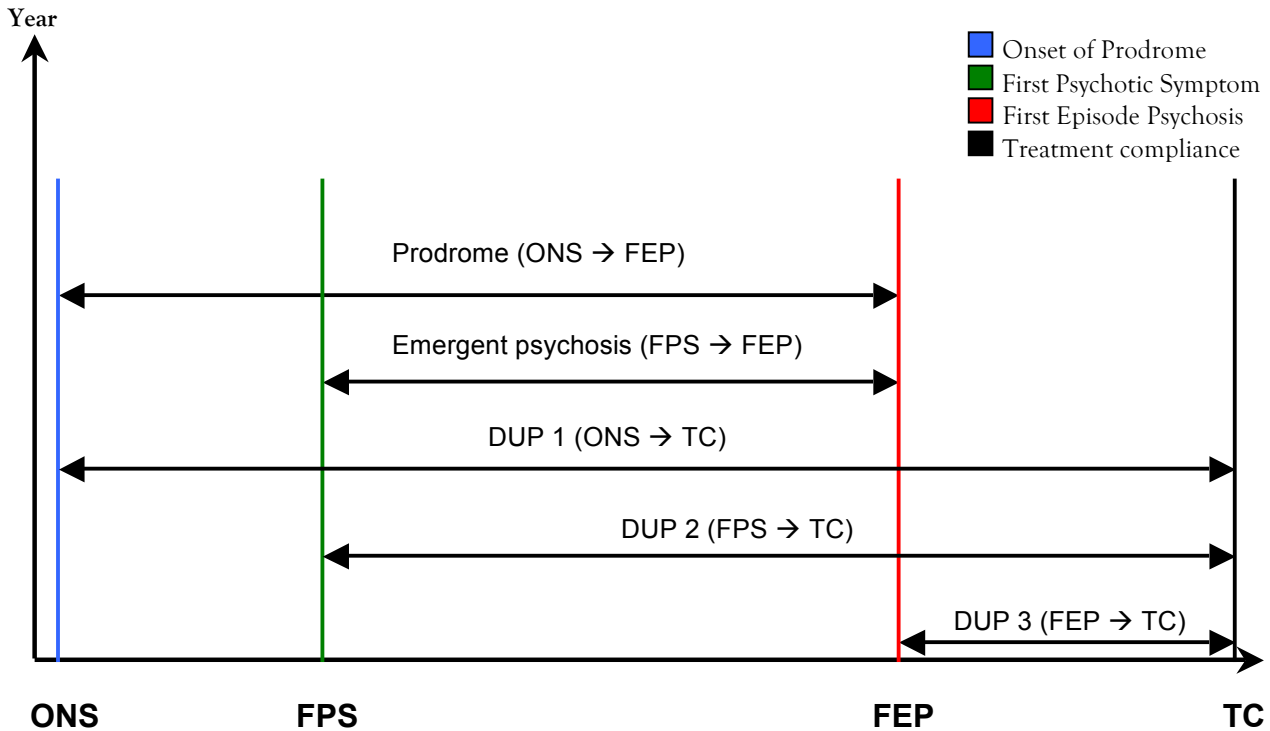 Year
Onset of Prodrome
First Psychotic Symptom
First Episode Psychosis
Treatment compliance
Prodrome (ONS → FEP)
Emergent psychosis (FPS → FEP)
DUP 1 (ONS → TC)
DUP 2 (FPS → TC)
DUP 3 (FEP → TC)
ONS FPS FEP TC